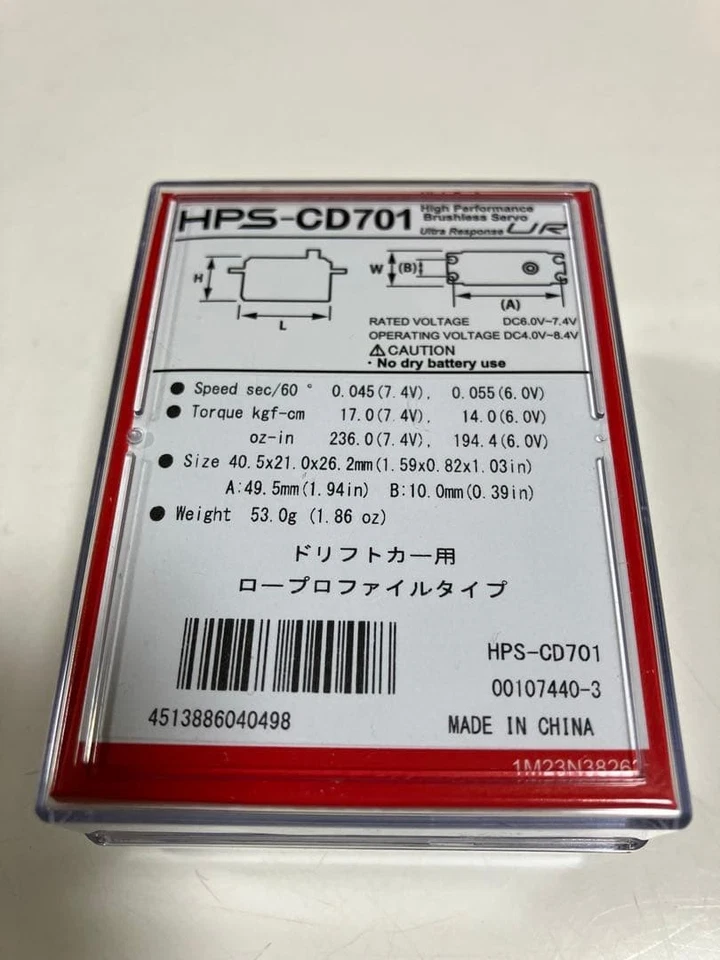 HPS-CD701
High Performance
Brushless Servo
Ultra Response UR
H
L
W
(B)
(A)
RATED VOLTAGE DC6.0V~7.4V
OPERATING VOLTAGE DC4.0V~8.4V
⚠CAUTION
・No dry battery use
● Speed sec/60° 0.045(7.4V), 0.055(6.0V)
● Torque kgf-cm 17.0(7.4V), 14.0(6.0V)
oz-in 236.0(7.4V), 194.4(6.0V)
● Size 40.5x21.0x26.2mm(1.59x0.82x1.03in)
A:49.5mm(1.94in) B:10.0mm(0.39in)
● Weight 53.0g (1.86 oz)
ドリフトカー用
ロープロファイルタイプ
HPS-CD701
00107440-3
4513886040498
MADE IN CHINA